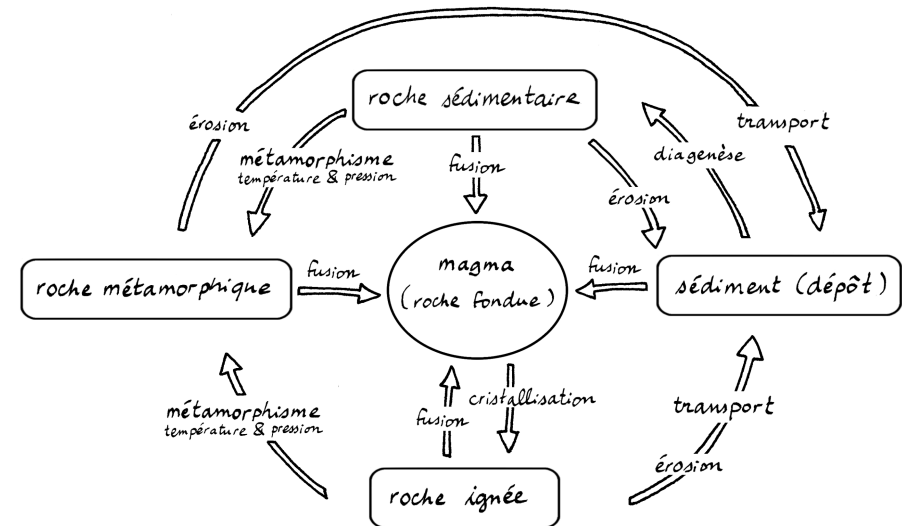 roche sédimentaire
érosion
transport
métamorphisme
température & pression
fusion
diagenèse
érosion
roche métamorphique
fusion
magma
(roche fondue)
fusion
sédiment (dépôt)
métamorphisme
température & pression
fusion
cristallisation
transport
érosion
roche ignée